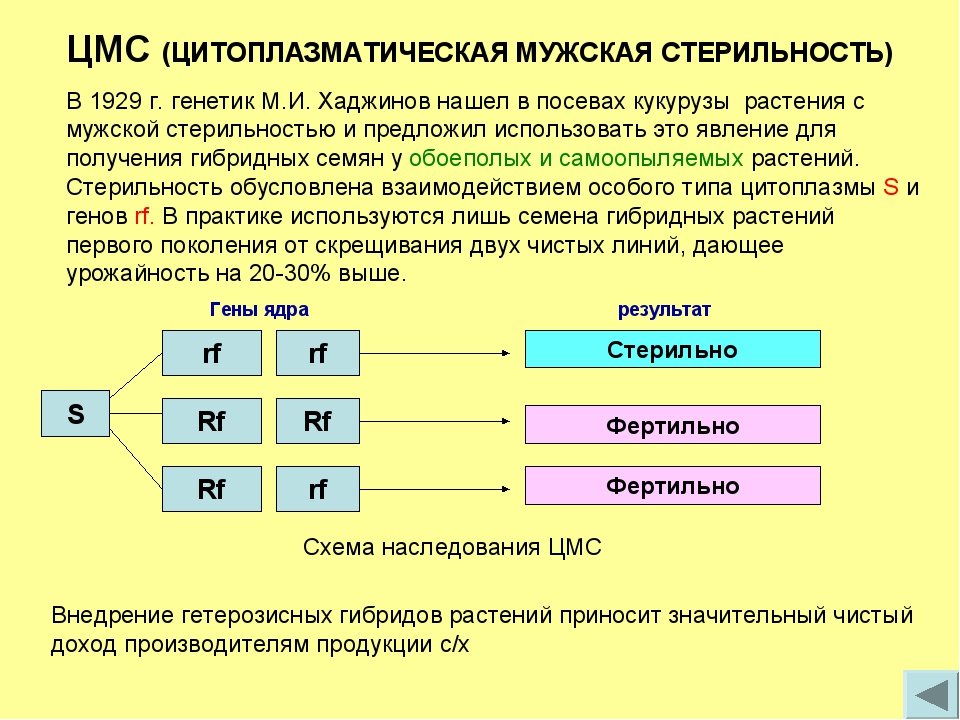 ЦМС (ЦИТОПЛАЗМАТИЧЕСКАЯ МУЖСКАЯ СТЕРИЛЬНОСТЬ)
В 1929 г. генетик М.И. Хаджинов нашел в посевах кукурузы растения с
мужской стерильностью и предложил использовать это явление для
получения гибридных семян у обоеполых и самоопыляемых растений.
Стерильность обусловлена взаимодействием особого типа цитоплазмы S и
генов rf. В практике используются лишь семена гибридных растений
первого поколения от скрещивания двух чистых линий, дающее
урожайность на 20-30% выше.
Гены ядра результат
rf rf Стерильно
S
Rf Rf Фертильно
Rf rf Фертильно
Схема наследования ЦМС
Внедрение гетерозисных гибридов растений приносит значительный чистый
доход производителям продукции с/х